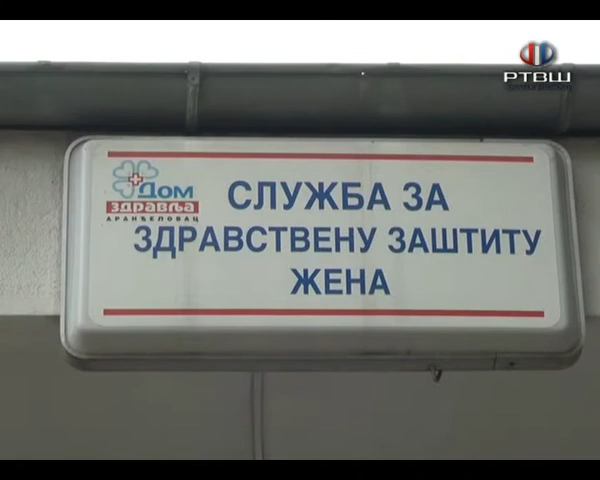 РТВШ
Дом
здравља
АРАНЂЕЛОВАЦ
СЛУЖБА ЗА
ЗДРАВСТВЕНУ ЗАШТИТУ
ЖЕНА